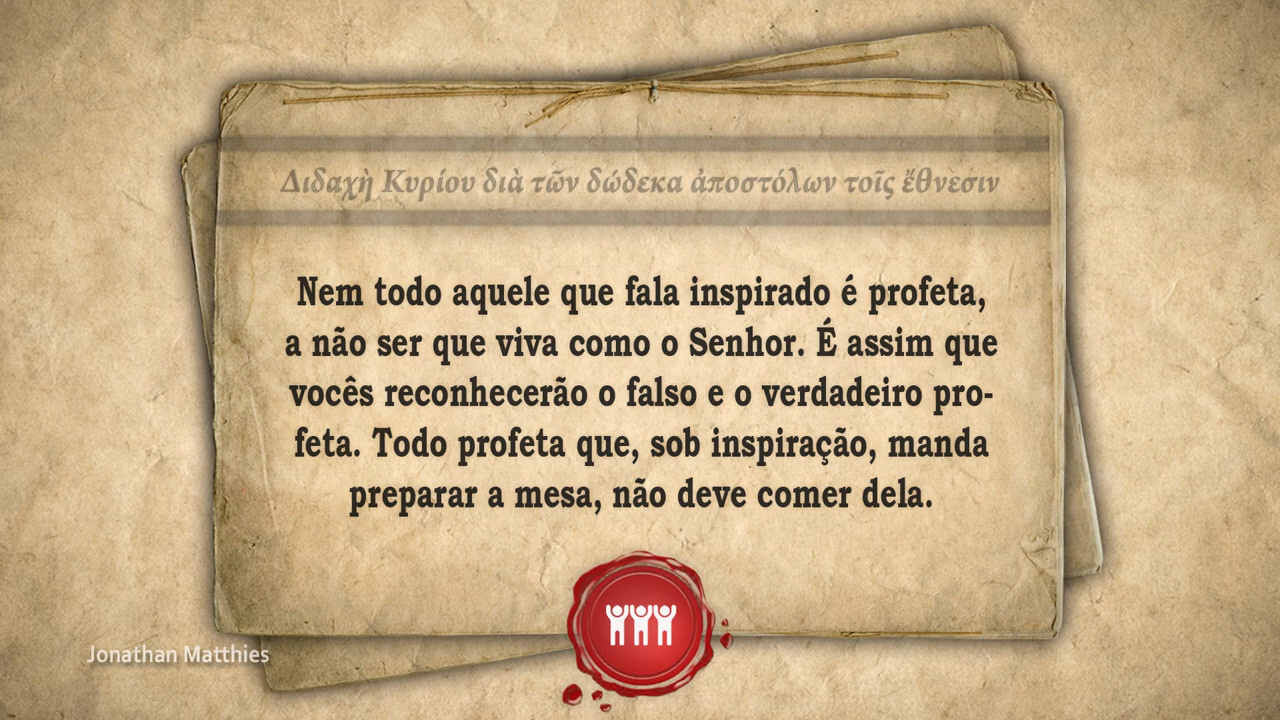 Διδαχὴ Κυρίου διὰ τῶν δώδεκα ἀποστόλων τοῖς ἔθνεσιν
Nem todo aquele que fala inspirado é profeta,
a não ser que viva como o Senhor. É assim que
vocês reconhecerão o falso e o verdadeiro pro-
feta. Todo profeta que, sob inspiração, manda
preparar a mesa, não deve comer dela.
Jonathan Matthies